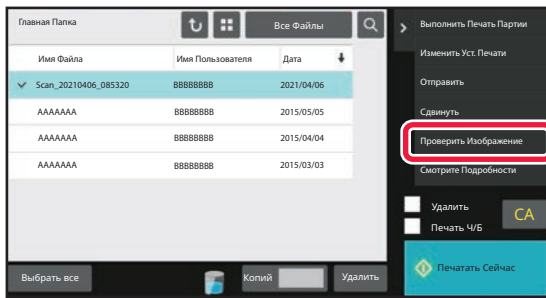 Главная Папка
Все Файлы
Имя Файла Имя Пользователя Дата
Scan_20210406_085320 BBBBBBBB 2021/04/06
AAAAAAA BBBBBBBB 2015/05/05
AAAAAAA BBBBBBBB 2015/04/04
AAAAAAA BBBBBBBB 2015/03/03
Выбрать все
Копий
Удалить
Выполнить Печать Партии
Изменить Уст. Печати
Отправить
Сдвинуть
Проверить Изображение
Смотрите Подробности
Удалить
Печать Ч/Б
CA
Печатать Сейчас